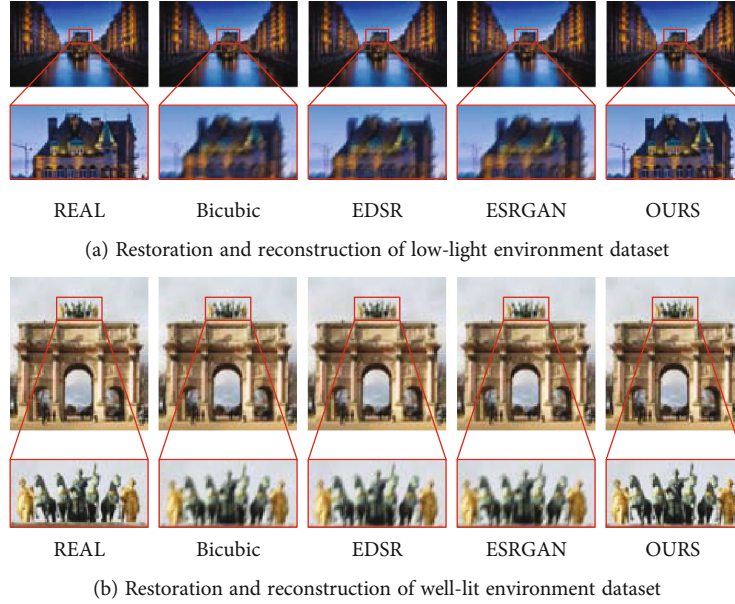 REAL Bicubic EDSR ESRGAN OURS
(a) Restoration and reconstruction of low-light environment dataset
REAL Bicubic EDSR ESRGAN OURS
(b) Restoration and reconstruction of well-lit environment dataset